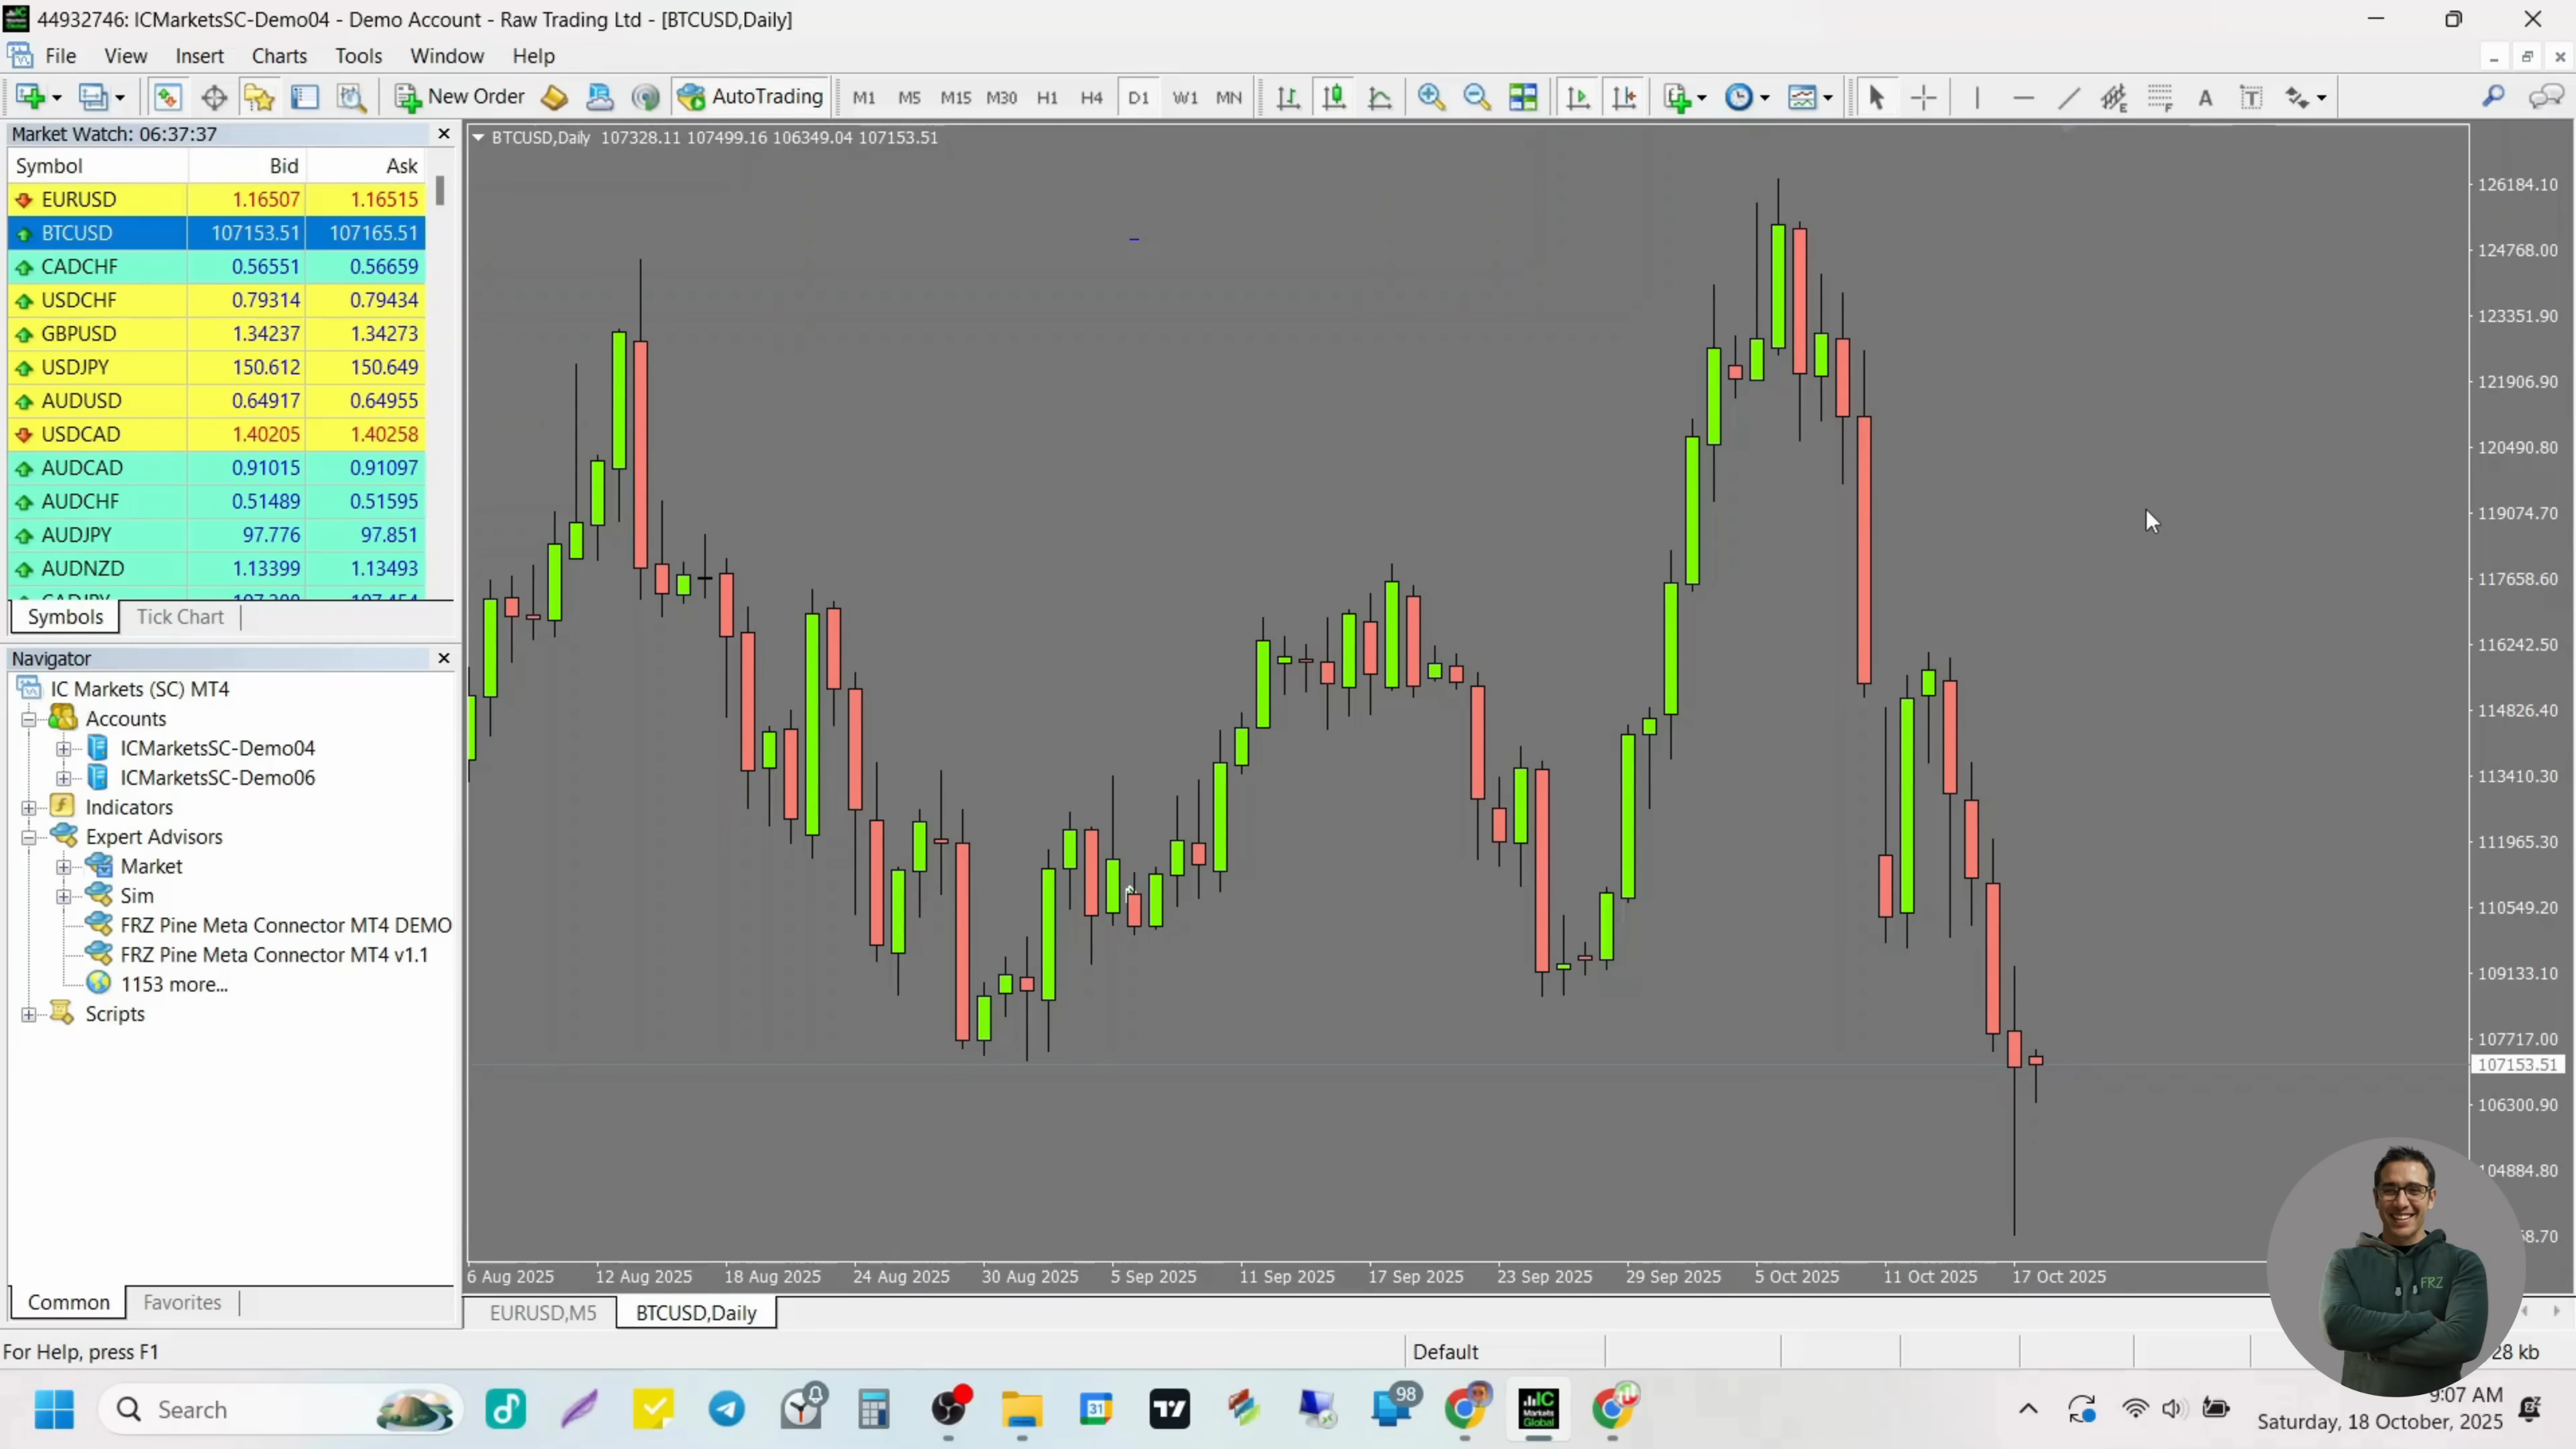 44932746: ICMarketsSC-Demo04 - Demo Account - Raw Trading Ltd - [BTCUSD,Daily]
File View Insert Charts Tools Window Help
New Order AutoTrading M1 M5 M15 M30 H1 H4 D1 W1 MN
Market Watch: 06:37:37
Symbol Bid Ask
EURUSD 1.16507 1.16515
BTCUSD 107153.51 107165.51
CADCHF 0.56551 0.56659
USDCHF 0.79314 0.79434
GBPUSD 1.34237 1.34273
USDJPY 150.612 150.649
AUDUSD 0.64917 0.64955
USDCAD 1.40205 1.40258
AUDCAD 0.91015 0.91097
AUDCHF 0.51489 0.51595
AUDJPY 97.776 97.851
AUDNZD 1.13399 1.13493
Symbols Tick Chart
Navigator
IC Markets (SC) MT4
Accounts
ICMarketsSC-Demo04
ICMarketsSC-Demo06
Indicators
Expert Advisors
Market
Sim
FRZ Pine Meta Connector MT4 DEMO
FRZ Pine Meta Connector MT4 v1.1
1153 more...
Scripts
Common Favorites
BTCUSD,Daily 107328.11 107499.16 106349.04 107153.51
126184.10
124768.00
123351.90
121906.90
120490.80
119074.70
117658.60
116242.50
114826.40
113410.30
111965.30
110549.20
109133.10
107717.00
107153.51
106300.90
104884.80
58.70
6 Aug 2025 12 Aug 2025 18 Aug 2025 24 Aug 2025 30 Aug 2025 5 Sep 2025 11 Sep 2025 17 Sep 2025 23 Sep 2025 29 Sep 2025 5 Oct 2025 11 Oct 2025 17 Oct 2025
FRZ
EURUSD,M5 BTCUSD,Daily
For Help, press F1 Default 28 kb
Search 31 98 IC Markets Global
9:07 AM
Saturday, 18 October, 2025